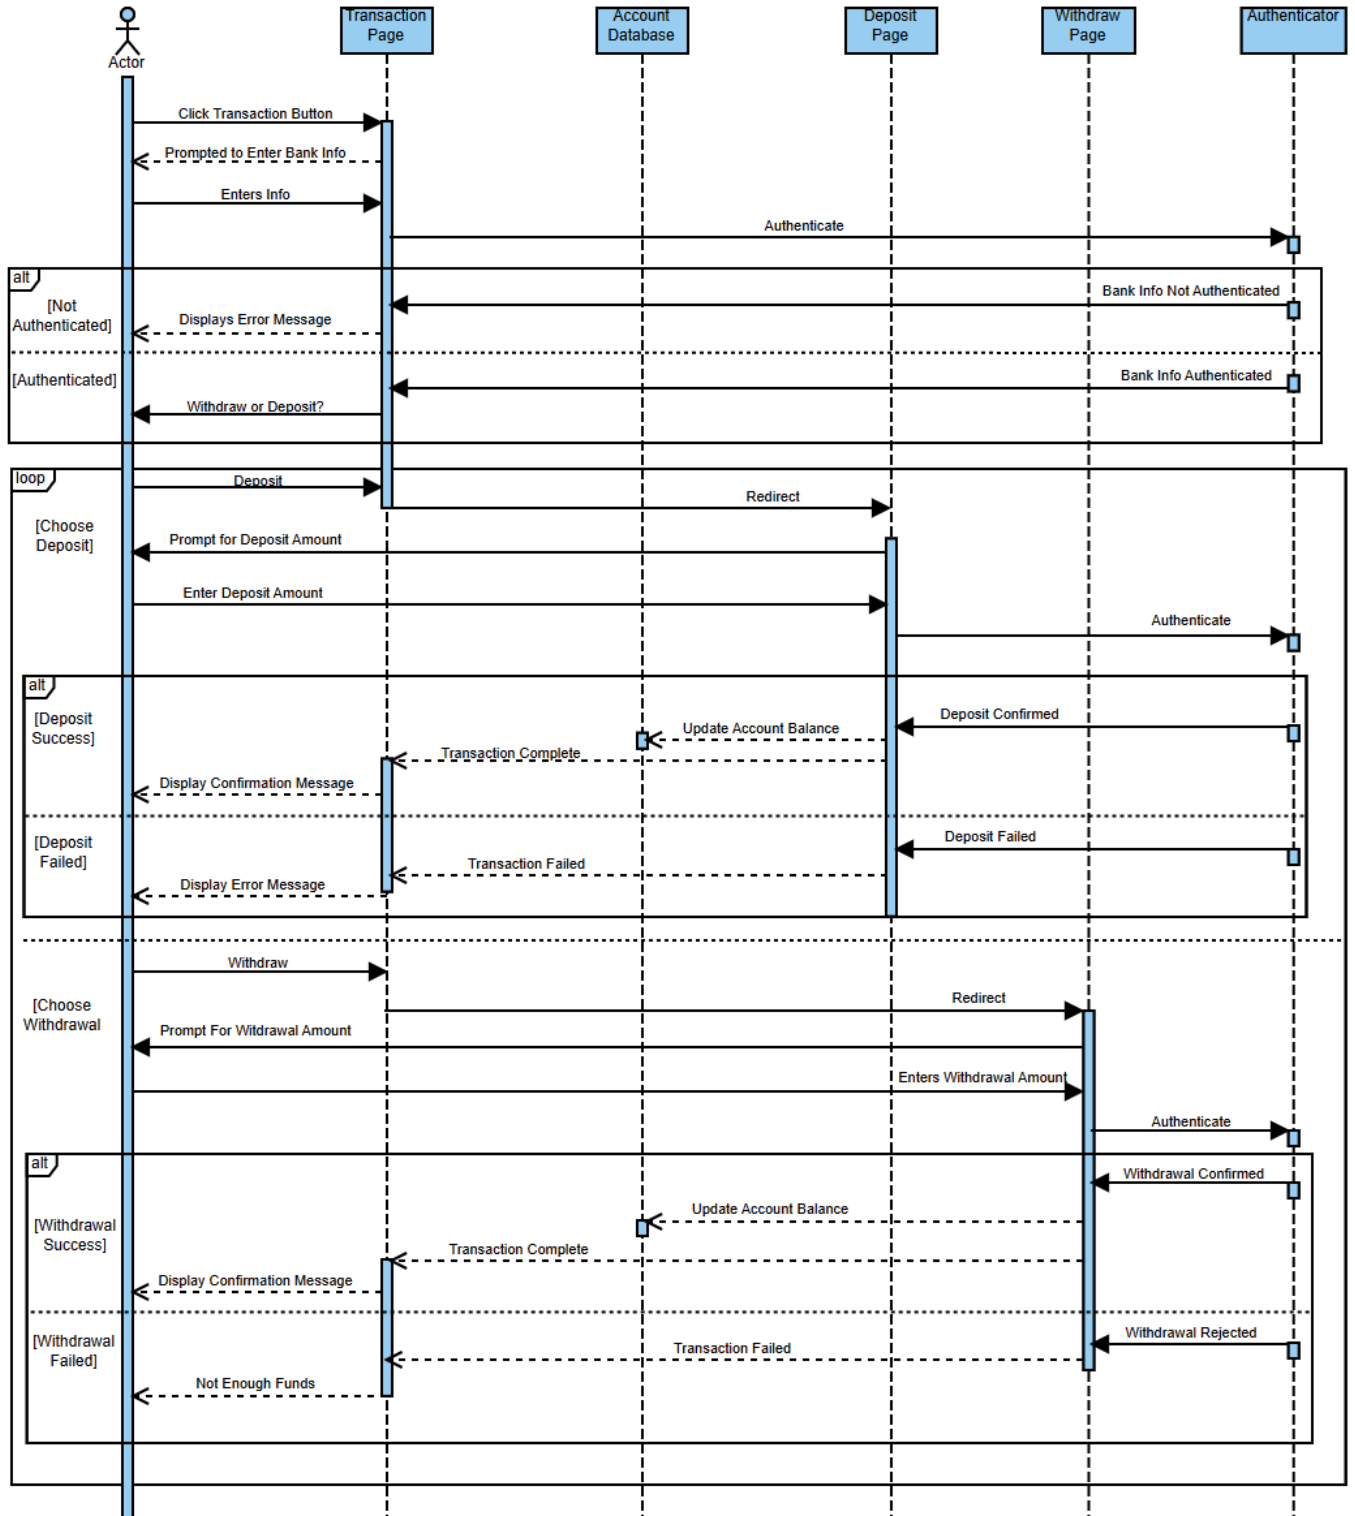 Actor
Transaction
Page
Account
Database
Deposit
Page
Withdraw
Page
Authenticator
Click Transaction Button
Prompted to Enter Bank Info
Enters Info
Authenticate
alt
[Not
Authenticated]
Bank Info Not Authenticated
Displays Error Message
[Authenticated]
Bank Info Authenticated
Withdraw or Deposit?
loop
Deposit
Redirect
[Choose
Deposit]
Prompt for Deposit Amount
Enter Deposit Amount
Authenticate
alt
[Deposit
Success]
Deposit Confirmed
Update Account Balance
Transaction Complete
Display Confirmation Message
[Deposit
Failed]
Deposit Failed
Transaction Failed
Display Error Message
Withdraw
[Choose
Withdrawal
Redirect
Prompt For Witdrawal Amount
Enters Withdrawal Amount
Authenticate
alt
Withdrawal Confirmed
[Withdrawal
Success]
Update Account Balance
Transaction Complete
Display Confirmation Message
[Withdrawal
Failed]
Withdrawal Rejected
Transaction Failed
Not Enough Funds